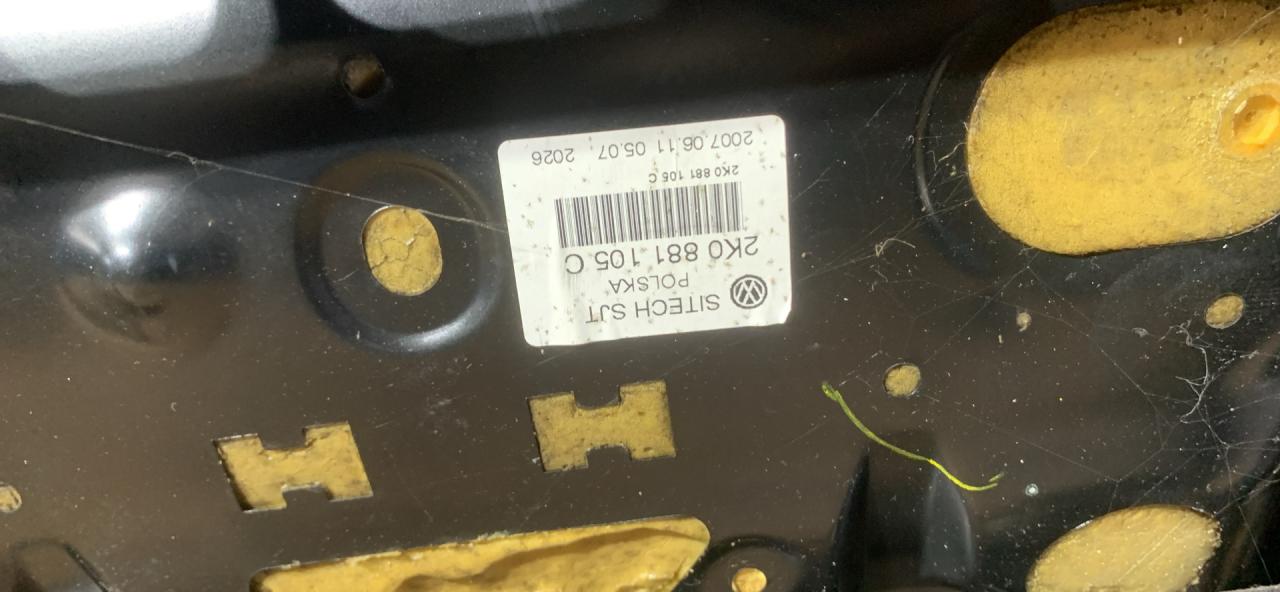 SITECH SJT
POLSKA
2K0 881 105 C
2K0 881 105 C
2007.06.11 05.07 2026